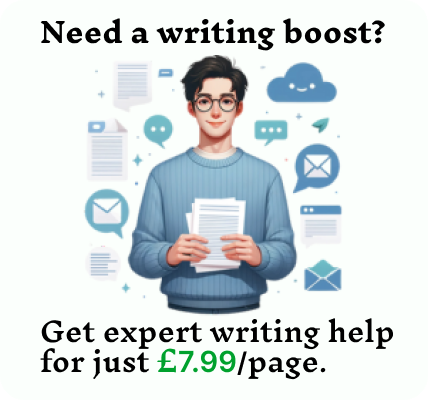 Need a writing boost?
Get expert writing help
for just £7.99/page.